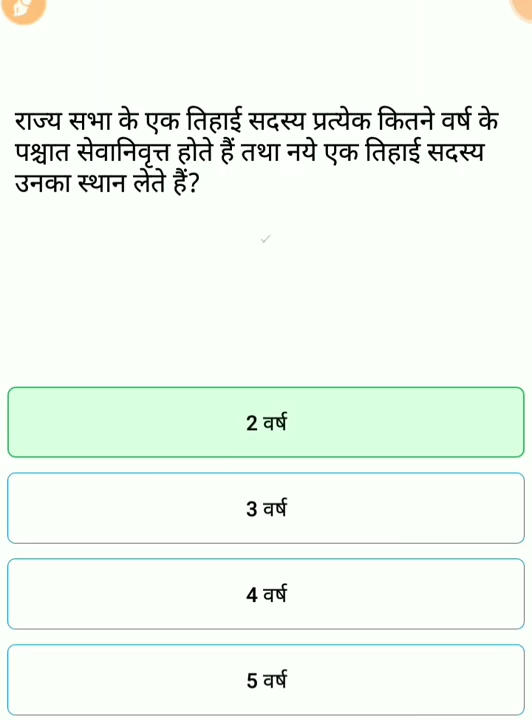 राज्य सभा के एक तिहाई सदस्य प्रत्येक कितने वर्ष के
पश्चात सेवानिवृत्त होते हैं तथा नये एक तिहाई सदस्य
उनका स्थान लेते हैं?
2 वर्ष
3 वर्ष
4 वर्ष
5 वर्ष